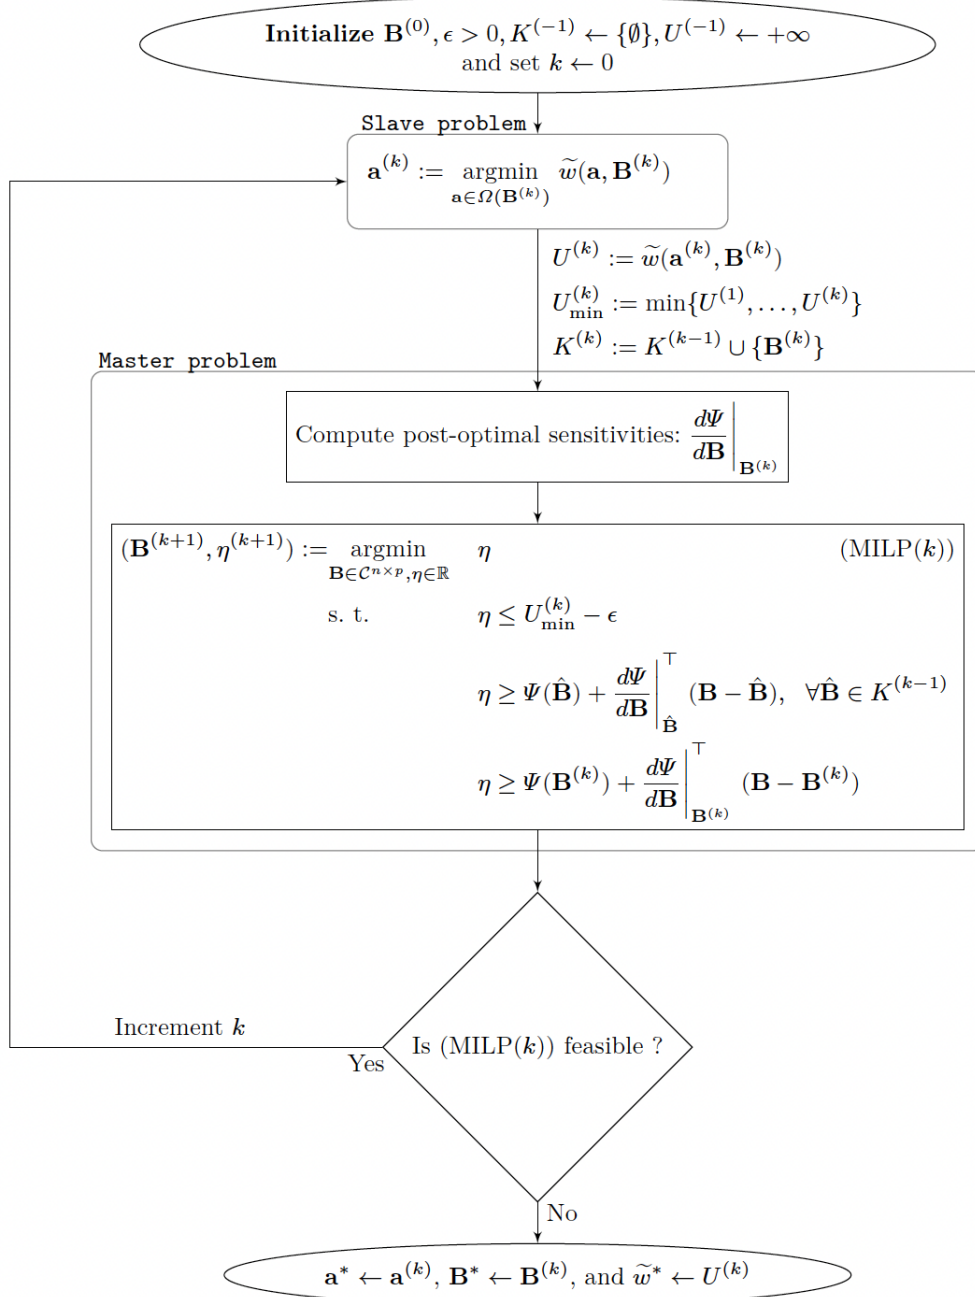 Initialize B^(0), ϵ > 0, K^(−1) ← {∅}, U^(−1) ← +∞
and set k ← 0
Slave problem
a^(k) := argmin_{a∈Ω(B^(k))} w̃(a, B^(k))
U^(k) := w̃(a^(k), B^(k))
U_min^(k) := min{U^(1), . . . , U^(k)}
K^(k) := K^(k−1) ∪ {B^(k)}
Master problem
Compute post-optimal sensitivities: dΨ/dB |_{B^(k)}
(B^(k+1), η^(k+1)) := argmin_{B∈C^{n×p}, η∈ℝ} η (MILP(k))
s. t. η ≤ U_min^(k) − ϵ
η ≥ Ψ(B̂) + dΨ/dB |_{B̂}^⊤ (B − B̂), ∀B̂ ∈ K^(k−1)
η ≥ Ψ(B^(k)) + dΨ/dB |_{B^(k)}^⊤ (B − B^(k))
Increment k
Is (MILP(k)) feasible ?
Yes
No
a* ← a^(k), B* ← B^(k), and w̃* ← U^(k)